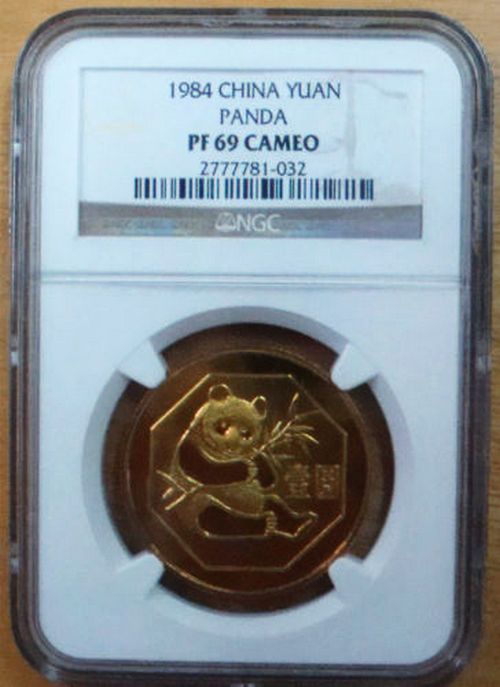 1984 CHINA YUAN
PANDA
PF 69 CAMEO
2777781-032
NGC
壹圆